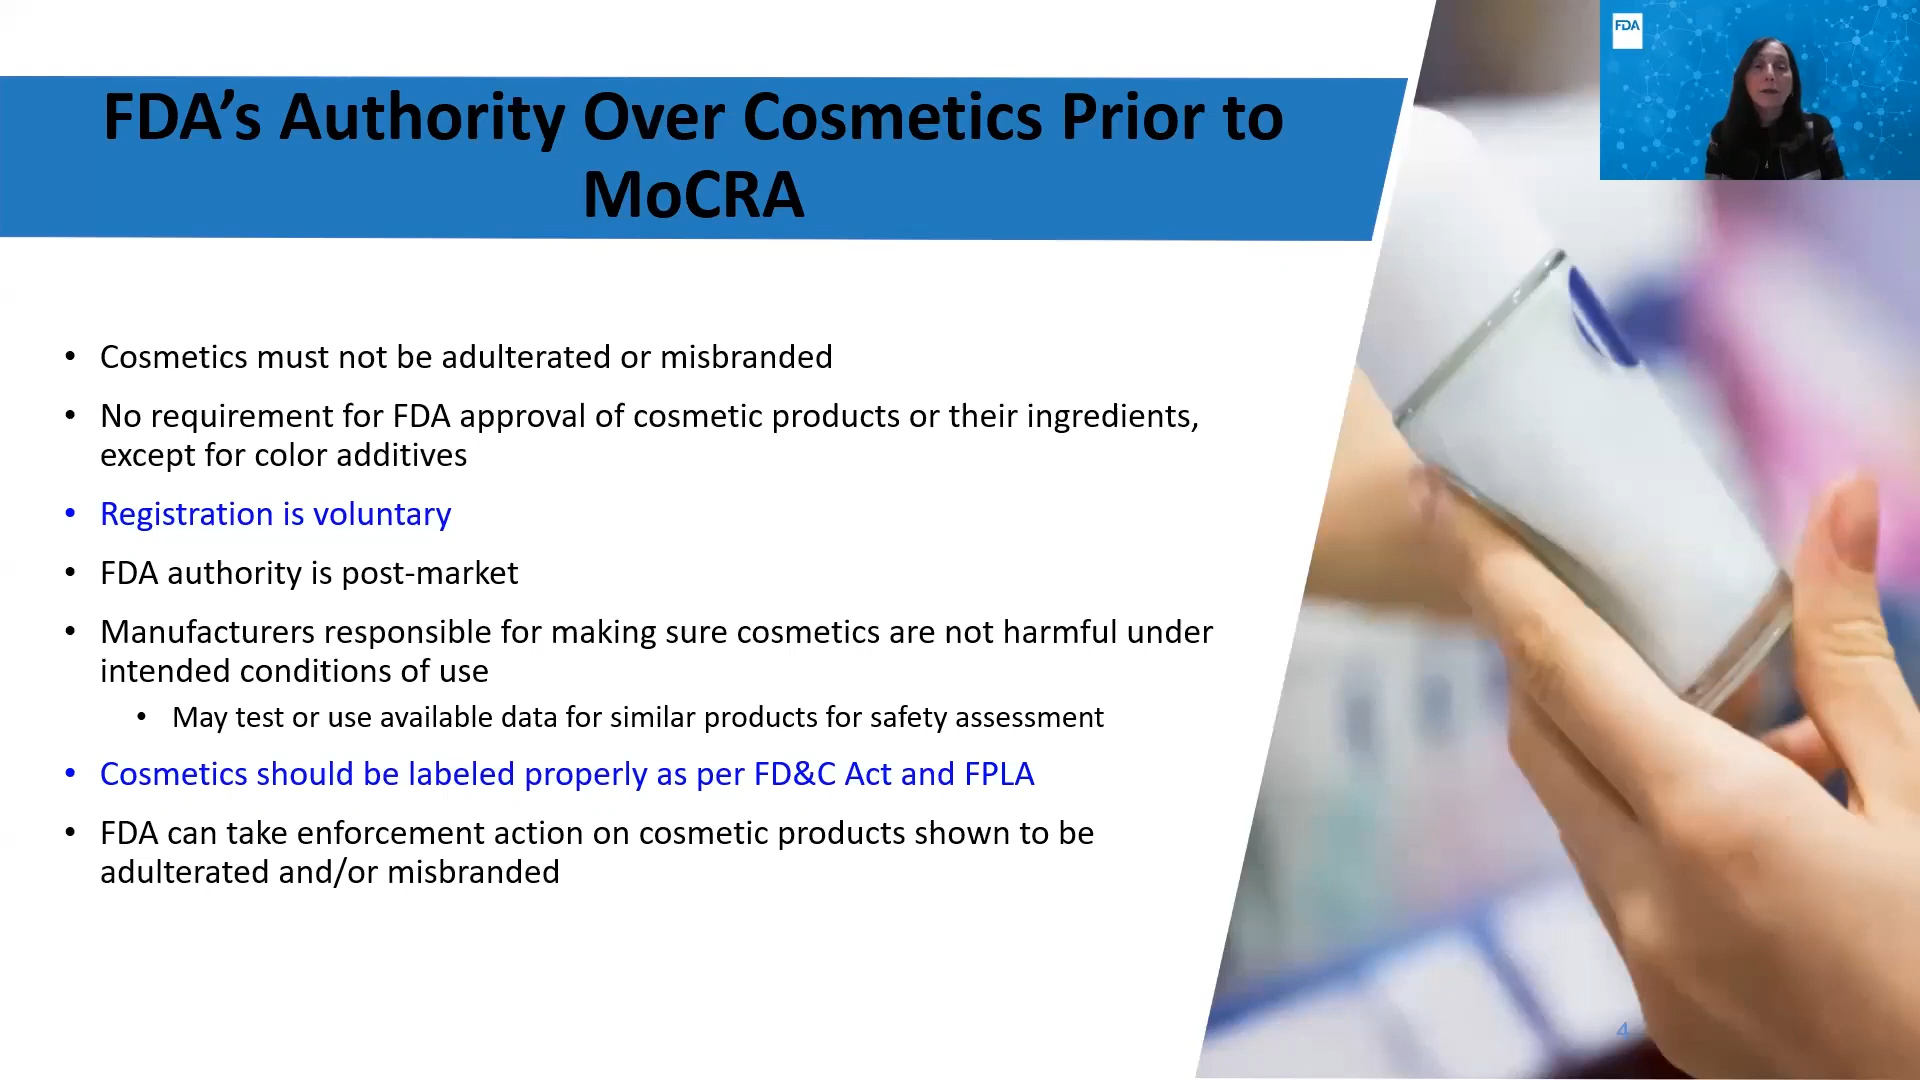 FDA
FDA’s Authority Over Cosmetics Prior to
MoCRA
• Cosmetics must not be adulterated or misbranded
• No requirement for FDA approval of cosmetic products or their ingredients,
except for color additives
• Registration is voluntary
• FDA authority is post-market
• Manufacturers responsible for making sure cosmetics are not harmful under
intended conditions of use
• May test or use available data for similar products for safety assessment
• Cosmetics should be labeled properly as per FD&C Act and FPLA
• FDA can take enforcement action on cosmetic products shown to be
adulterated and/or misbranded
4